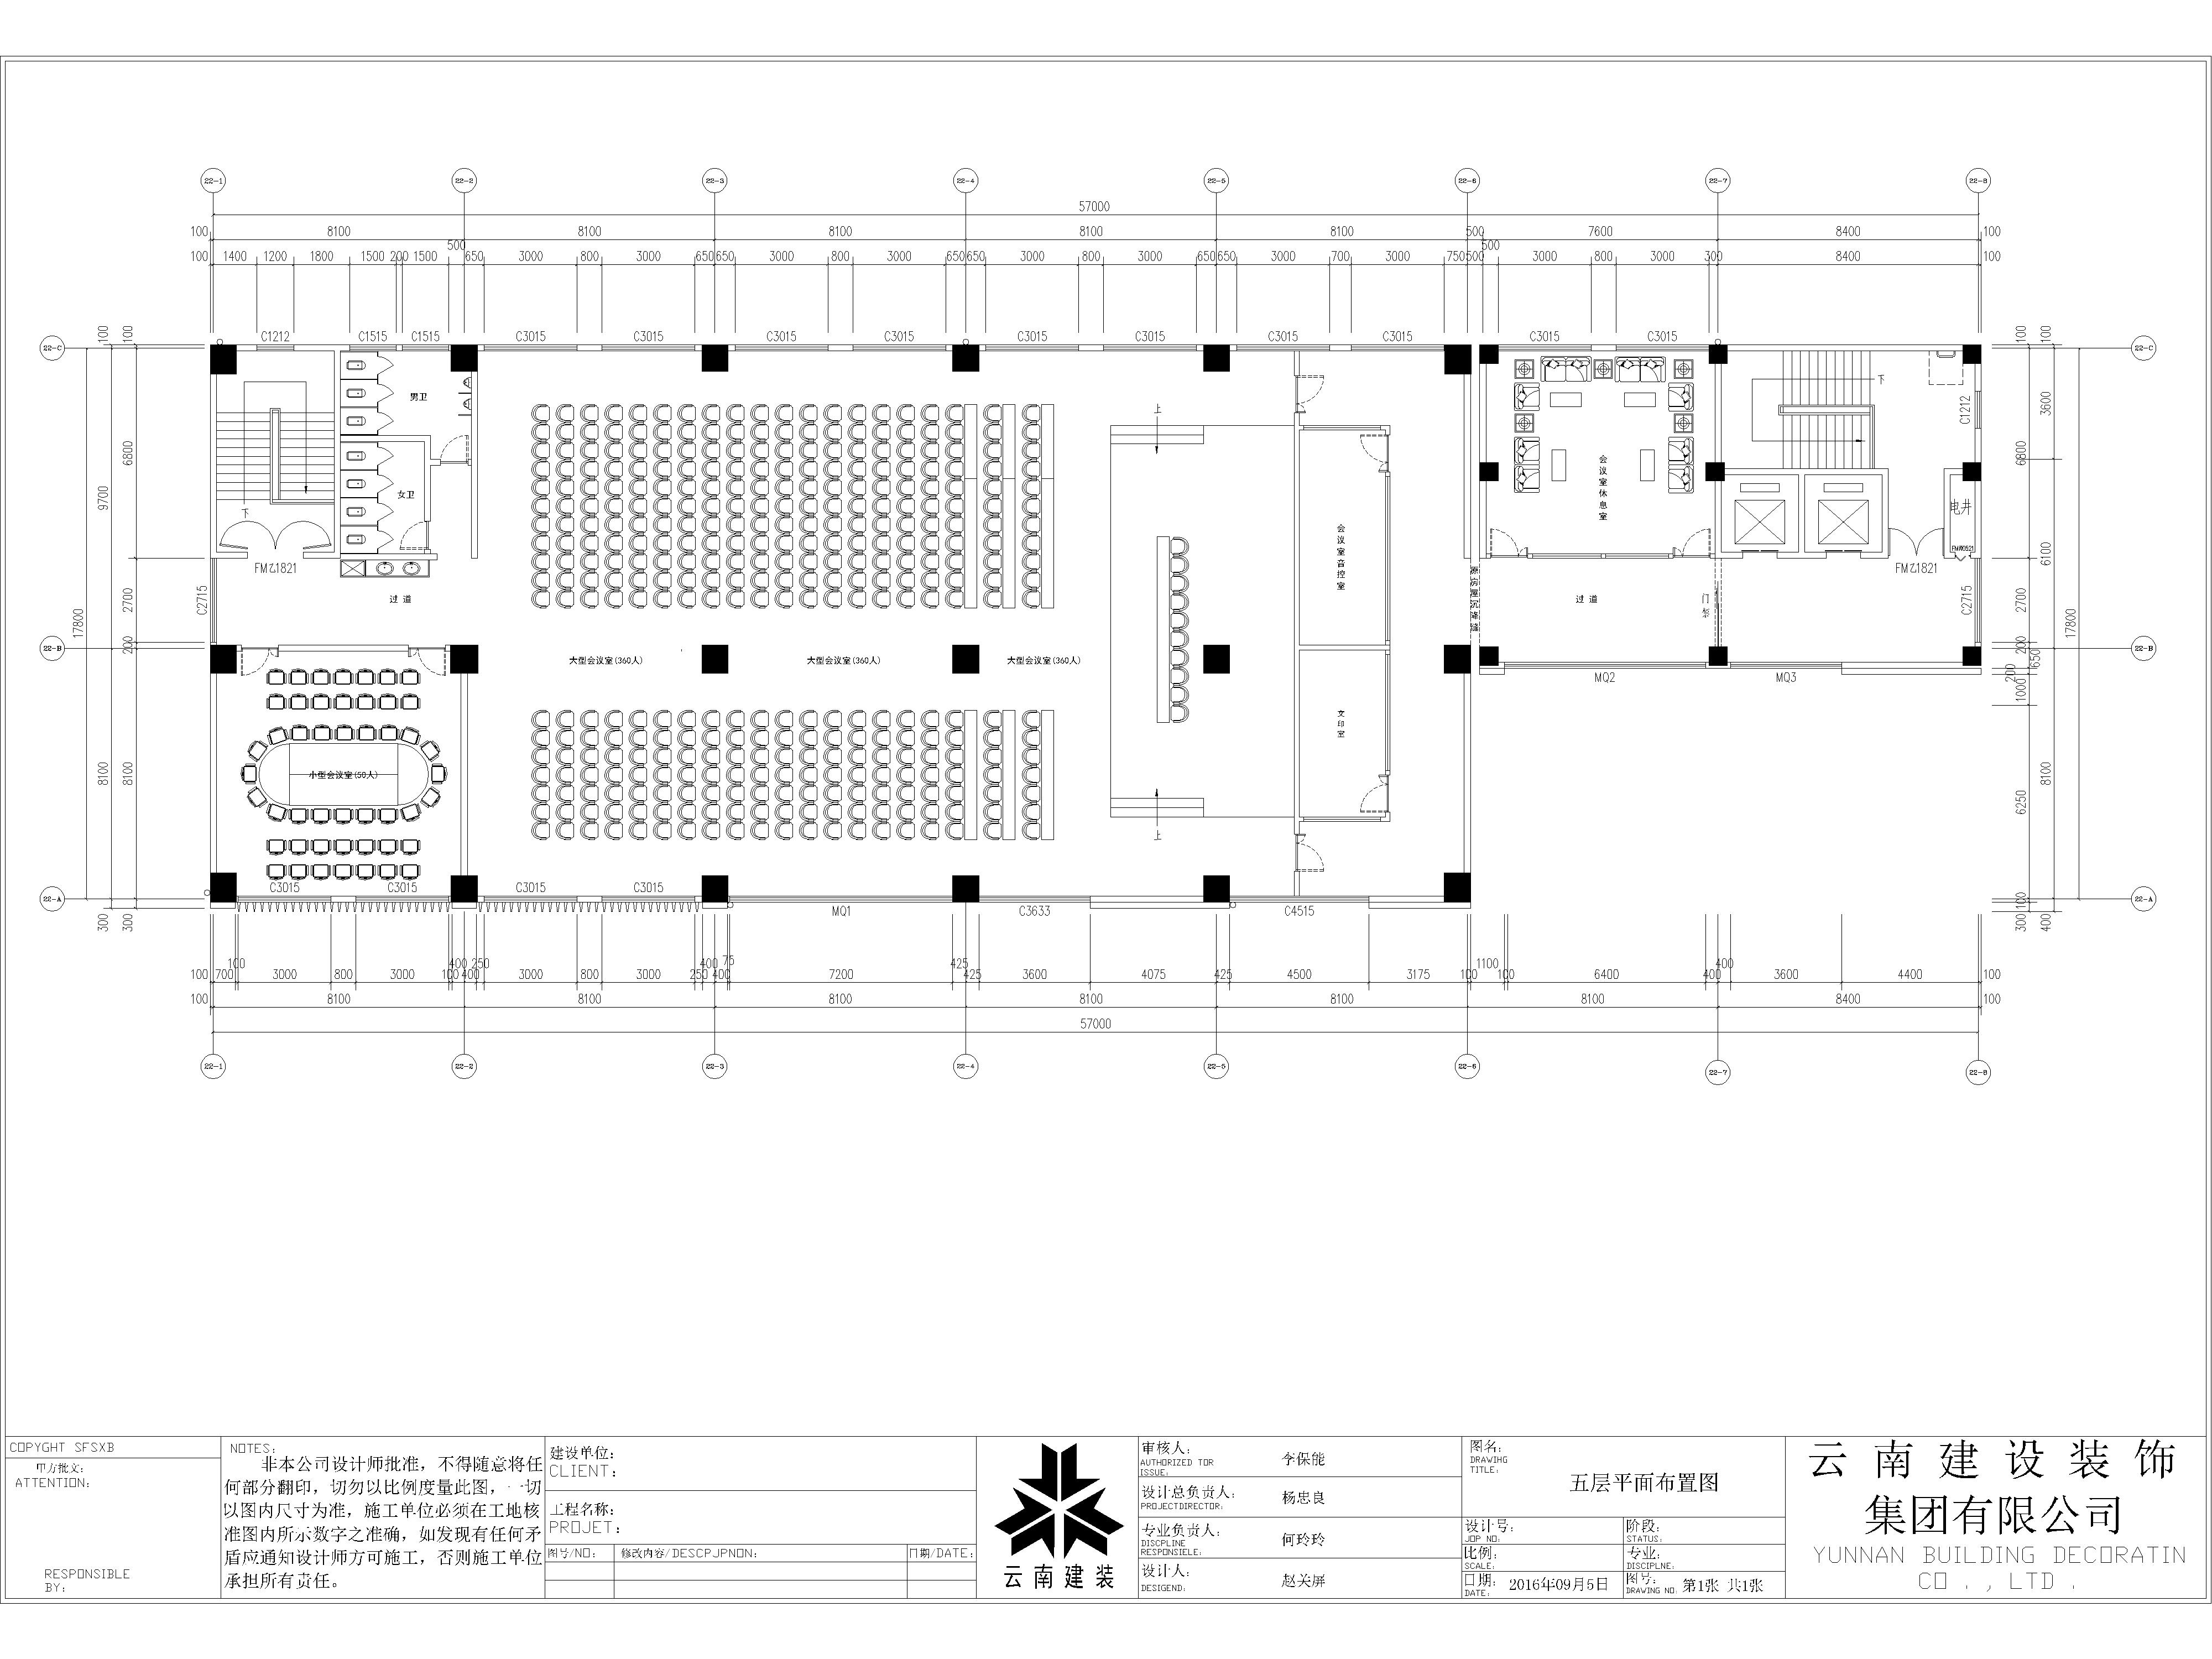 22-1 22-2 22-3 22-4 22-5 22-6 22-7 22-8
57000
100 8100 8100 8100 8100 8100 500 7600 8400 100
500 500
100 1400 1200 1800 1500 200 1500 650 3000 800 3000 650 650 3000 800 3000 650 650 3000 800 3000 650 650 3000 700 3000 750 500 3000 800 3000 300 8400 100
C1212 C1515 C1515 C3015 C3015 C3015 C3015 C3015 C3015 C3015 C3015 C3015 C3015
22-C 22-C
100 100 100 100
男卫
上
下
C1212
3600
6800
9700
6800
会议室休息室
女卫
下
电井
会议室音控室
FM乙1821
FM乙1821
6100
C2715
2700
过 道
过 道
门垫
C2715
2700
17800
17800
22-B 22-B
200 200 650
大型会议室(360人) 大型会议室(360人) 大型会议室(360人)
MQ2 MQ3
200
1000
文印室
小型会议室(50人)
8100 8100
6250
8100
上
C3015 C3015 C3015 C3015
22-A 22-A
MQ1 C3633 C4515
300 300 300 100 400
100 400 250 400 75 425 1100 400
100 700 3000 800 3000 100 400 3000 800 3000 250 400 7200 425 3600 4075 425 4500 3175 100 100 6400 400 3600 4400 100
100 8100 8100 8100 8100 8100 8100 8400 100
57000
22-1 22-2 22-3 22-4 22-5 22-6 22-7 22-8
COPYGHT SFSXB
甲方批文:
ATTENTION:
RESPONSIBLE
BY:
NOTES:
非本公司设计师批准，不得随意将任
何部分翻印，切勿以比例度量此图，一切
以图内尺寸为准，施工单位必须在工地核
准图内所示数字之准确，如发现有任何矛
盾应通知设计师方可施工，否则施工单位
承担所有责任。
建设单位:
CLIENT:
工程名称:
PROJET:
图号/NO: 修改内容/DESCPJPNON: 日期/DATE:
云南建装
审核人: 李保能
AUTHORIZED TOR
ISSUE:
设计总负责人: 杨忠良
PROJECTDIRECTOR:
专业负责人: 何玲玲
DISCPLINE
RESPONSIELE:
设计人: 赵关屏
DESIGEND:
图名:
DRAWIHG
TITLE:
五层平面布置图
设计号: 阶段:
JOP NO: STATUS:
比例: 专业:
SCALE: DISCIPLNE:
日期: 2016年09月5日 图号: 第1张 共1张
DATE: DRAWING NO.
云南建设装饰
集团有限公司
YUNNAN BUILDING DECORATIN
CO . , LTD .